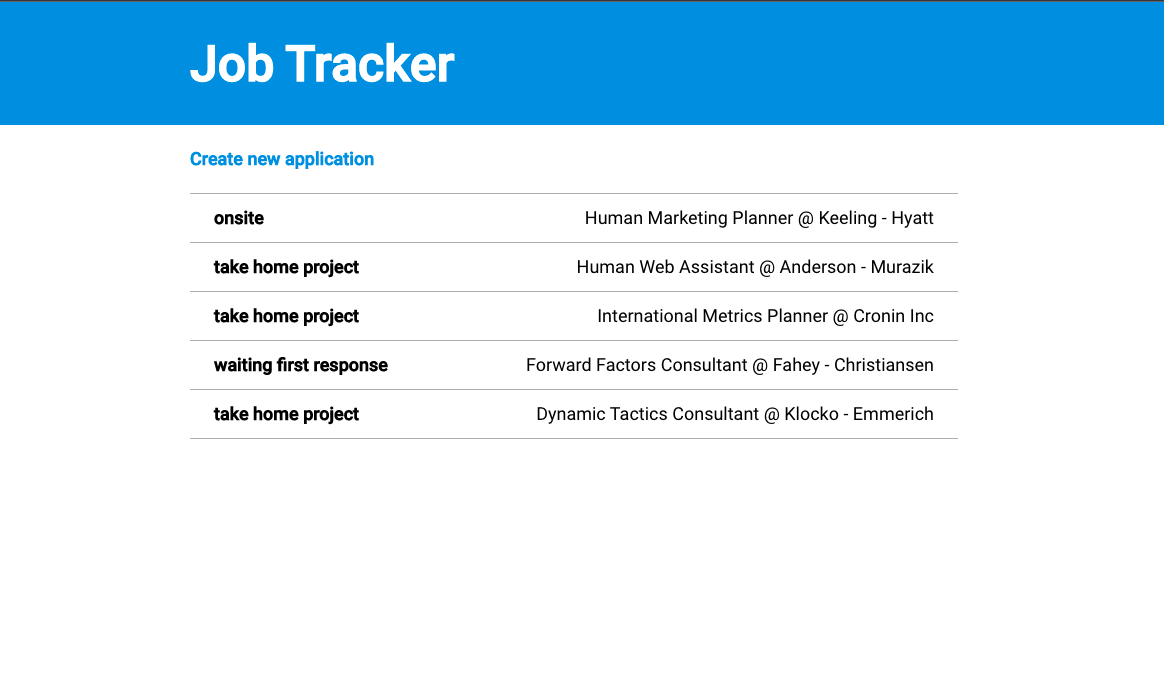 Job Tracker
Create new application
onsite Human Marketing Planner @ Keeling - Hyatt
take home project Human Web Assistant @ Anderson - Murazik
take home project International Metrics Planner @ Cronin Inc
waiting first response Forward Factors Consultant @ Fahey - Christiansen
take home project Dynamic Tactics Consultant @ Klocko - Emmerich